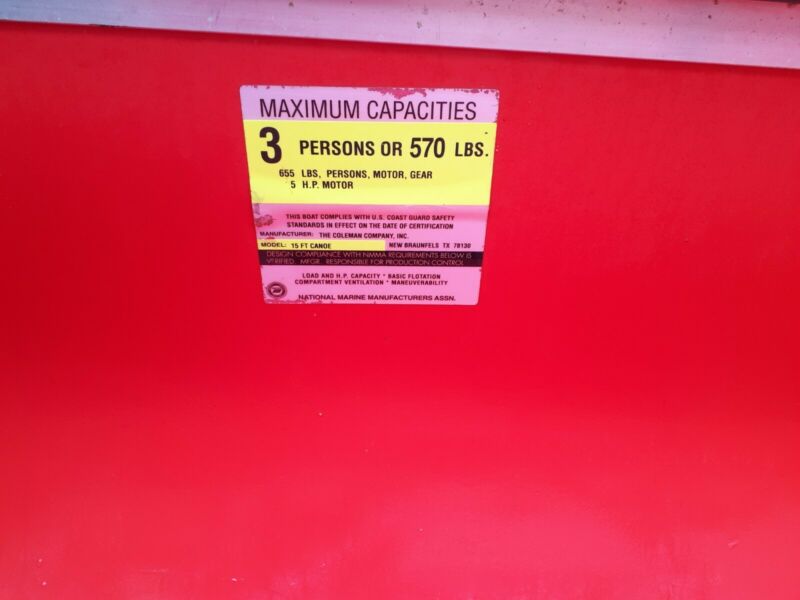 MAXIMUM CAPACITIES
3 PERSONS OR 570 LBS.
655 LBS, PERSONS, MOTOR, GEAR
5 H.P. MOTOR
THIS BOAT COMPLIES WITH U.S. COAST GUARD SAFETY
STANDARDS IN EFFECT ON THE DATE OF CERTIFICATION
MANUFACTURER: THE COLEMAN COMPANY, INC.
MODEL: 15 FT CANOE NEW BRAUNFELS TX 78130
DESIGN COMPLIANCE WITH NMMA REQUIREMENTS BELOW IS
VERIFIED. MFGR. RESPONSIBLE FOR PRODUCTION CONTROL
LOAD AND H.P. CAPACITY * BASIC FLOTATION
COMPARTMENT VENTILATION * MANEUVERABILITY
NATIONAL MARINE MANUFACTURERS ASSN.